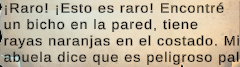 ¡Raro! ¡Esto es raro! Encontré
un bicho en la pared, tiene
rayas naranjas en el costado. Mi
abuela dice que es peligroso pal